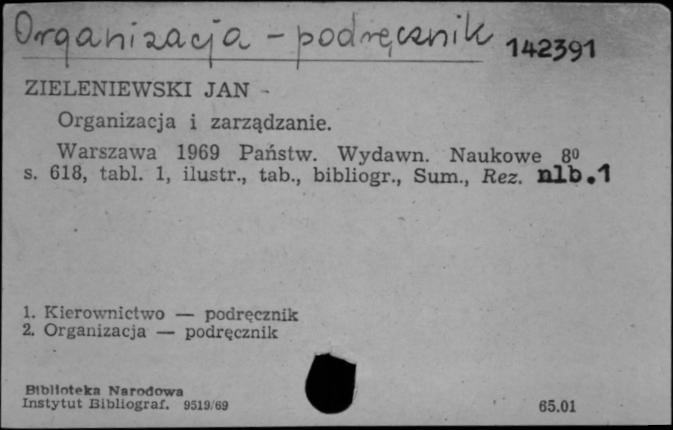 Organizacja - podręcznik 142391
ZIELENIEWSKI JAN -
Organizacja i zarządzanie.
Warszawa 1969 Państw. Wydawn. Naukowe 8⁰
s. 618, tabl. 1, ilustr., tab., bibliogr., Sum., Rez. nlb.1
1. Kierownictwo — podręcznik
2. Organizacja — podręcznik
Biblioteka Narodowa
Instytut Bibliograf. 9519/69 65.01